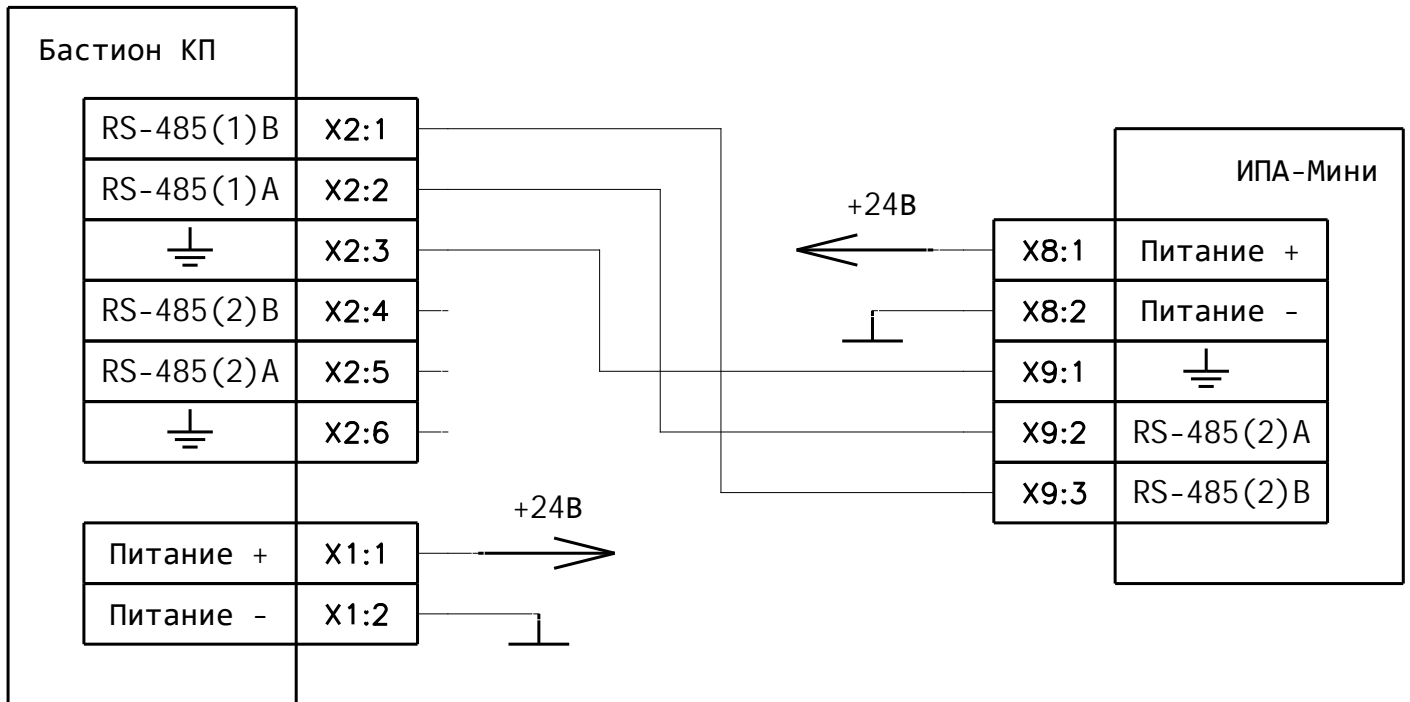 Бастион КП
RS-485(1)B X2:1
RS-485(1)A X2:2
X2:3
RS-485(2)B X2:4
RS-485(2)A X2:5
X2:6
+24В
Питание + X1:1
Питание - X1:2
ИПА-Мини
+24В
X8:1 Питание +
X8:2 Питание -
X9:1
X9:2 RS-485(2)A
X9:3 RS-485(2)B